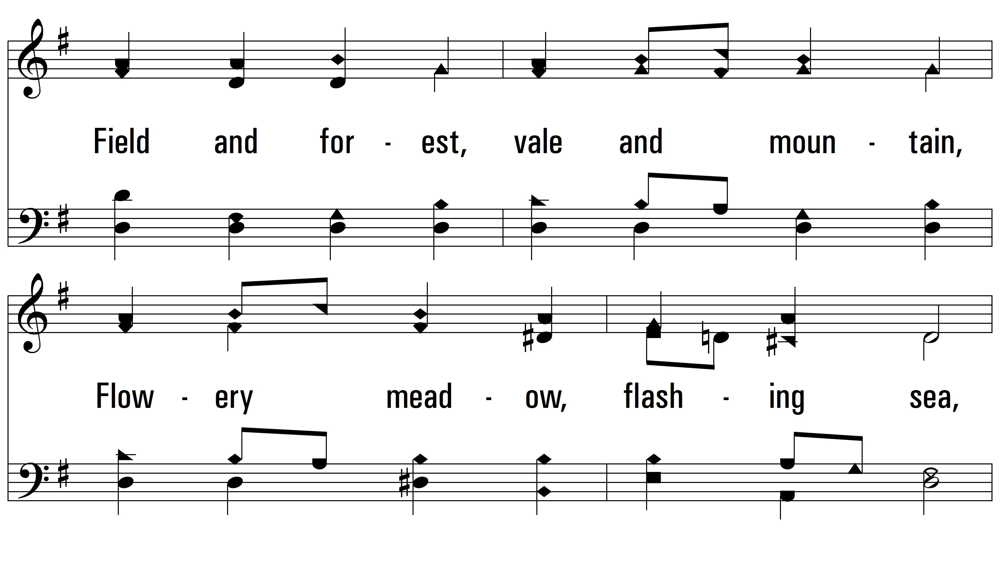 Field and for - est, vale and moun - tain,
Flow - ery mead - ow, flash - ing sea,